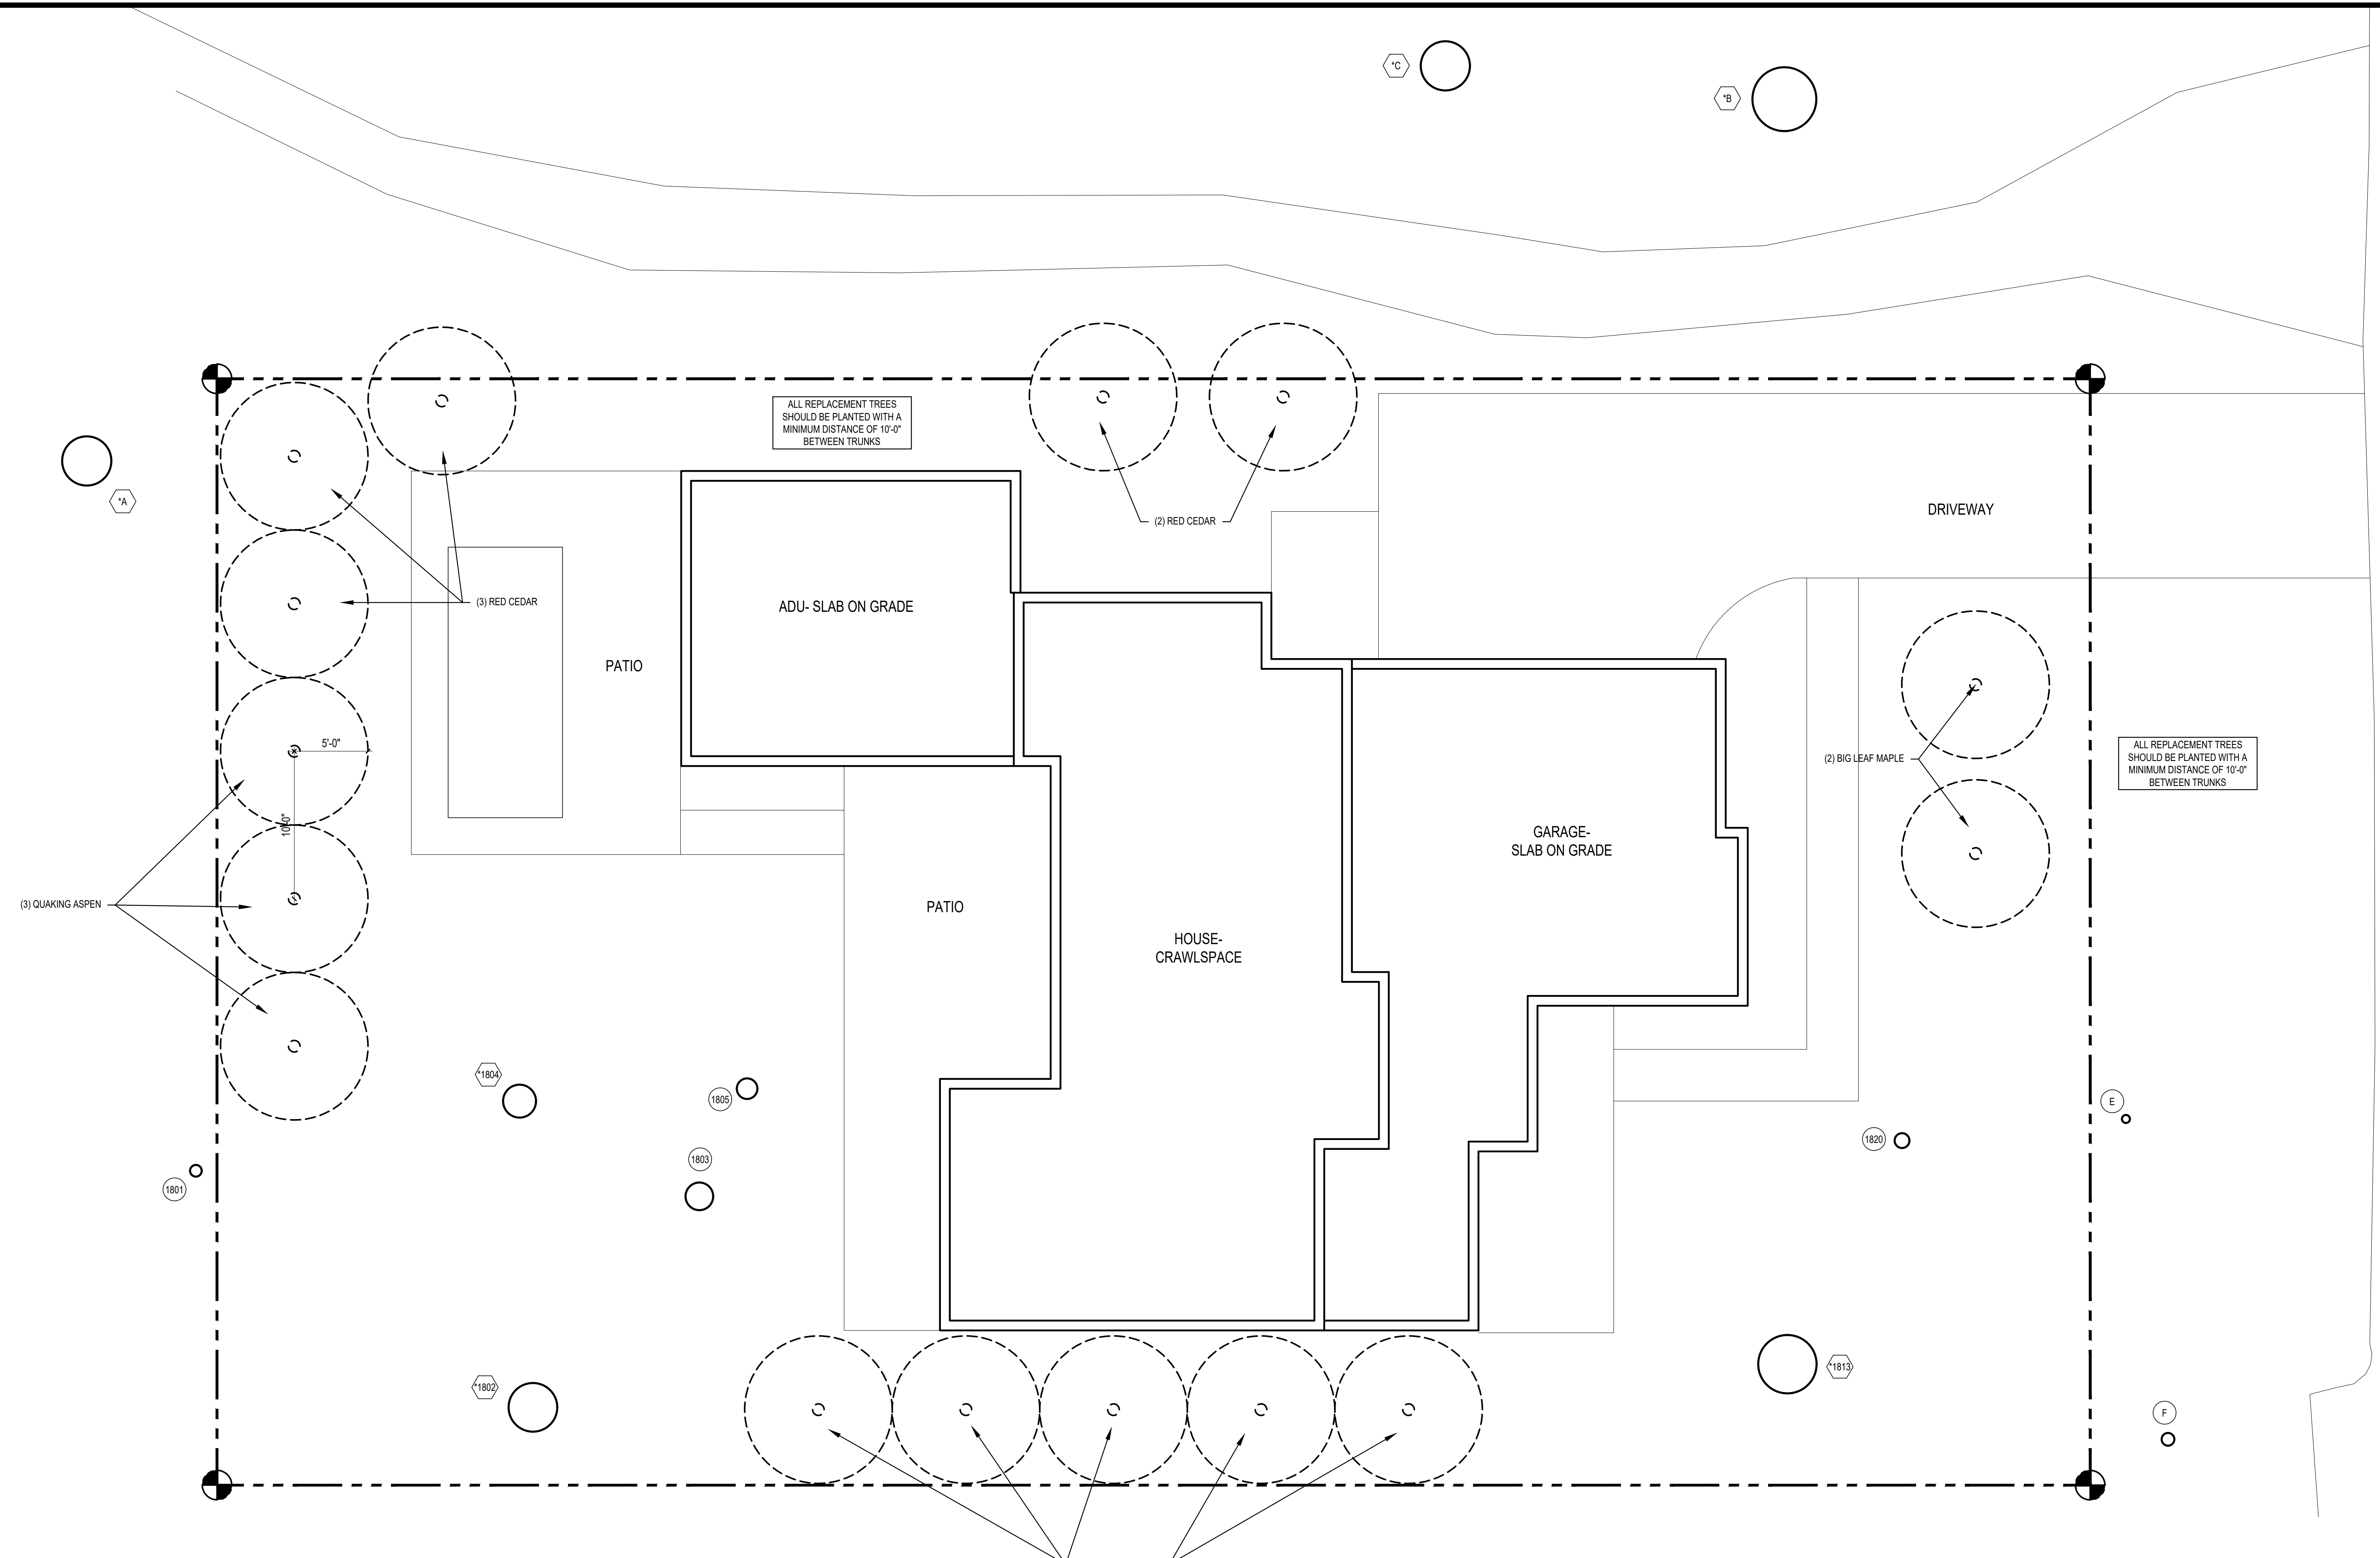 *C
*B
ALL REPLACEMENT TREES
SHOULD BE PLANTED WITH A
MINIMUM DISTANCE OF 10'-0"
BETWEEN TRUNKS
*A
(2) RED CEDAR
DRIVEWAY
(3) RED CEDAR
ADU- SLAB ON GRADE
PATIO
5'-0"
10'-0"
(2) BIG LEAF MAPLE
ALL REPLACEMENT TREES
SHOULD BE PLANTED WITH A
MINIMUM DISTANCE OF 10'-0"
BETWEEN TRUNKS
GARAGE-
SLAB ON GRADE
(3) QUAKING ASPEN
PATIO
HOUSE-
CRAWLSPACE
*1804
1805
E
1820
1803
1801
*1802
*1813
F